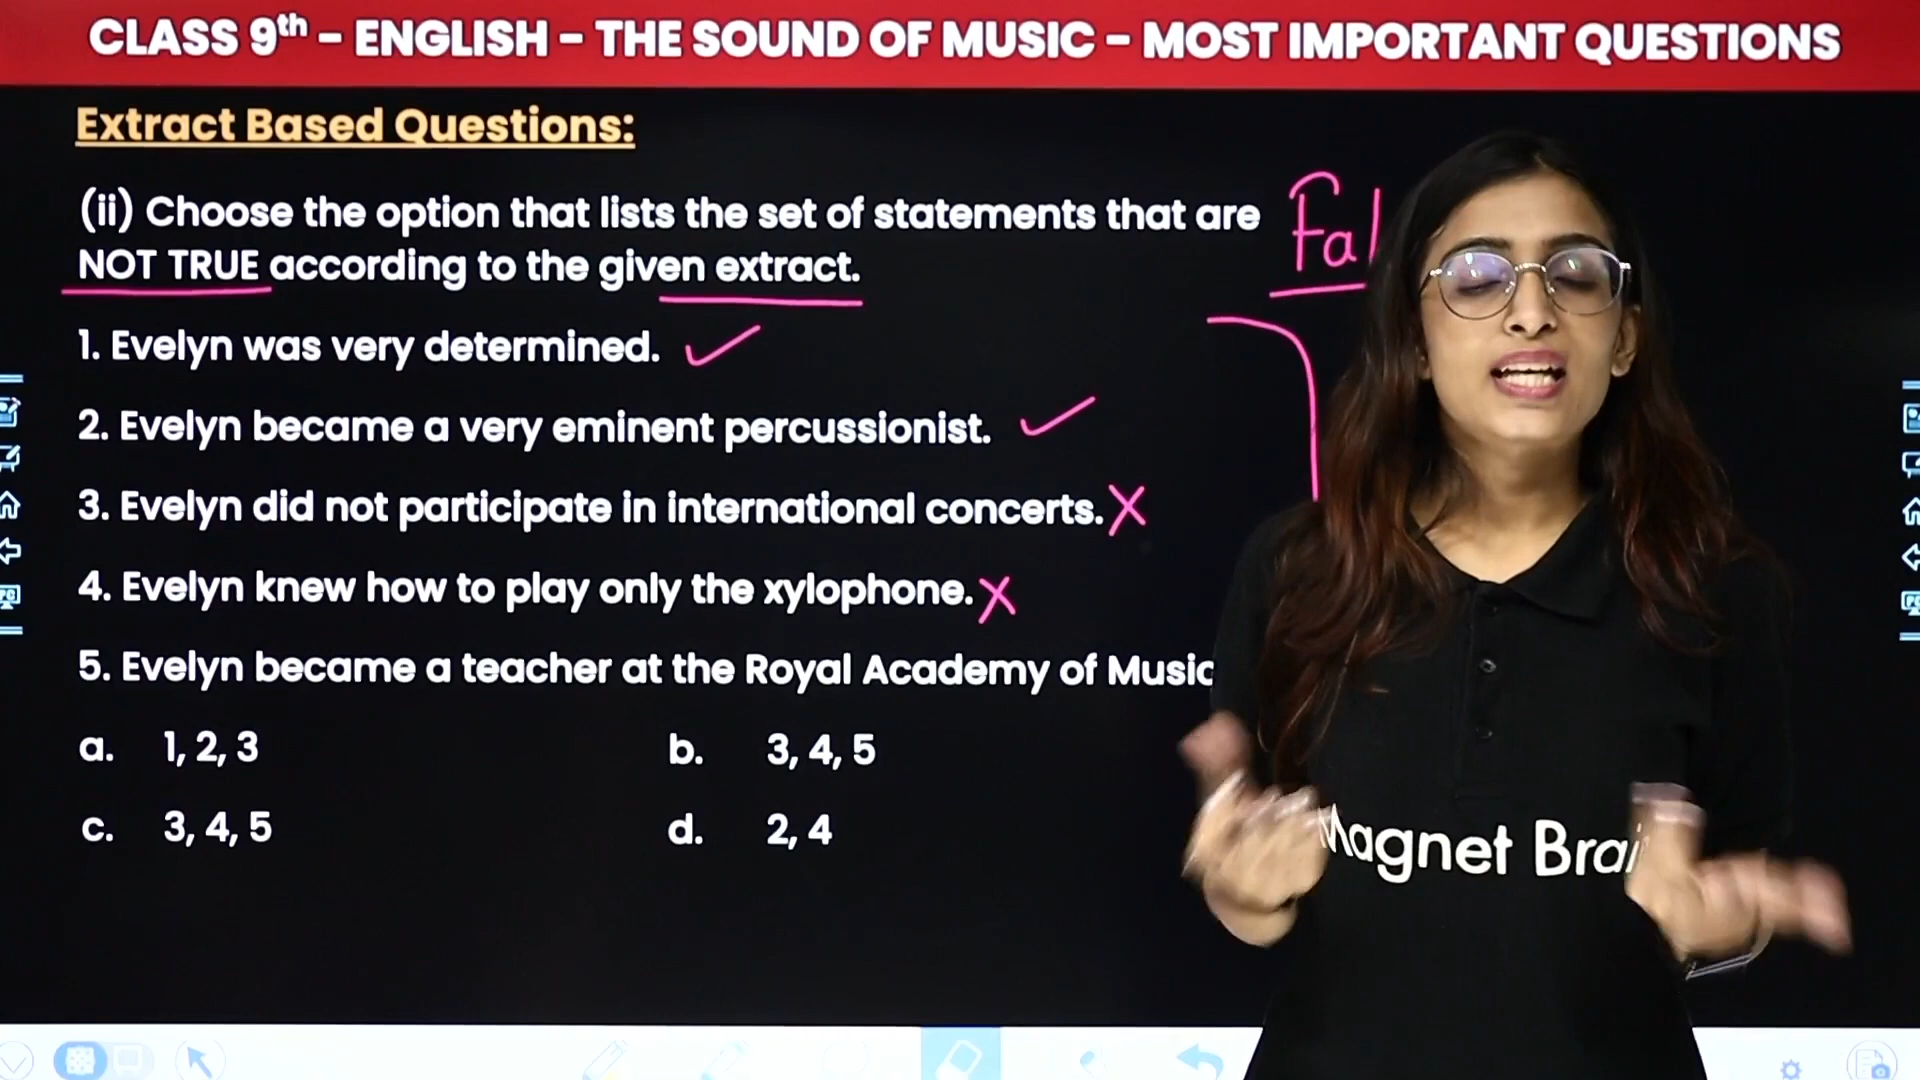 CLASS 9th - ENGLISH - THE SOUND OF MUSIC - MOST IMPORTANT QUESTIONS
Extract Based Questions:
(ii) Choose the option that lists the set of statements that are
NOT TRUE according to the given extract.
Fal
1. Evelyn was very determined.
2. Evelyn became a very eminent percussionist.
3. Evelyn did not participate in international concerts.
4. Evelyn knew how to play only the xylophone.
5. Evelyn became a teacher at the Royal Academy of Music
a. 1, 2, 3
b. 3, 4, 5
c. 3, 4, 5
d. 2, 4
Magnet Brai